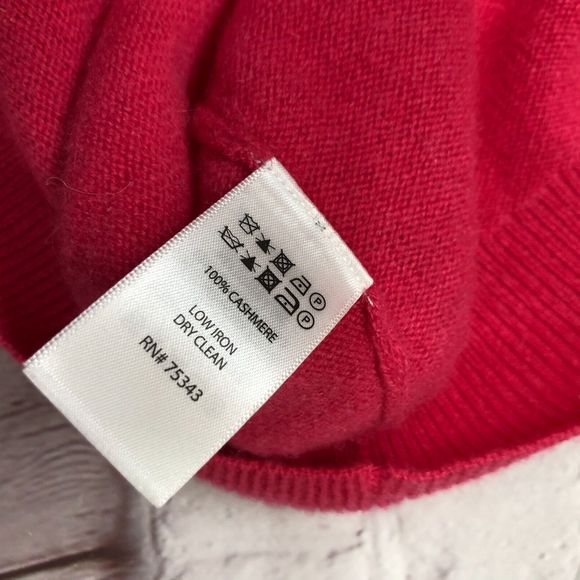 P
P
100% CASHMERE
LOW IRON
DRY CLEAN
RN# 75343